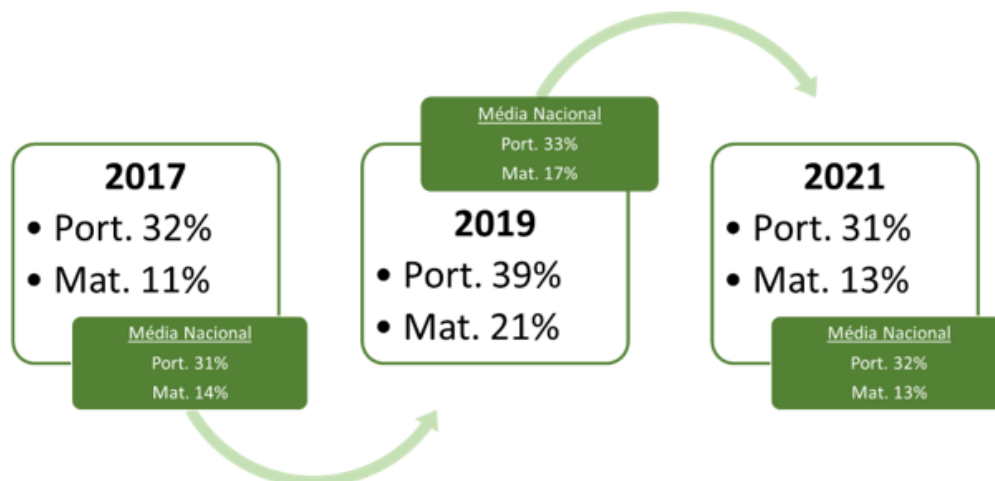 2017
• Port. 32%
• Mat. 11%
Média Nacional
Port. 31%
Mat. 14%
Média Nacional
Port. 33%
Mat. 17%
2019
• Port. 39%
• Mat. 21%
2021
• Port. 31%
• Mat. 13%
Média Nacional
Port. 32%
Mat. 13%